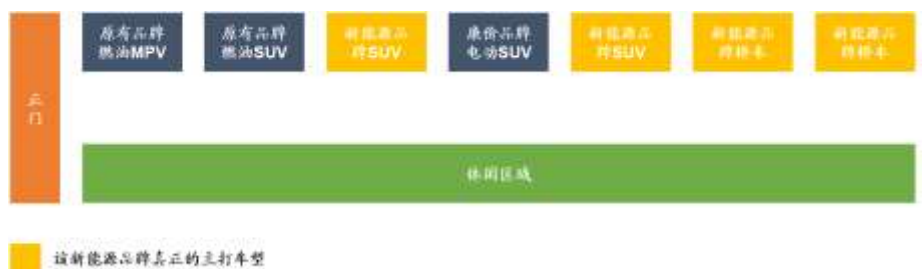 原有品牌
燃油MPV
原有品牌
燃油SUV
新能源品
牌SUV
廉价品牌
电动SUV
新能源品
牌SUV
新能源品
牌轿车
新能源品
牌轿车
正
门
休闲区域
该新能源品牌真正的主打车型